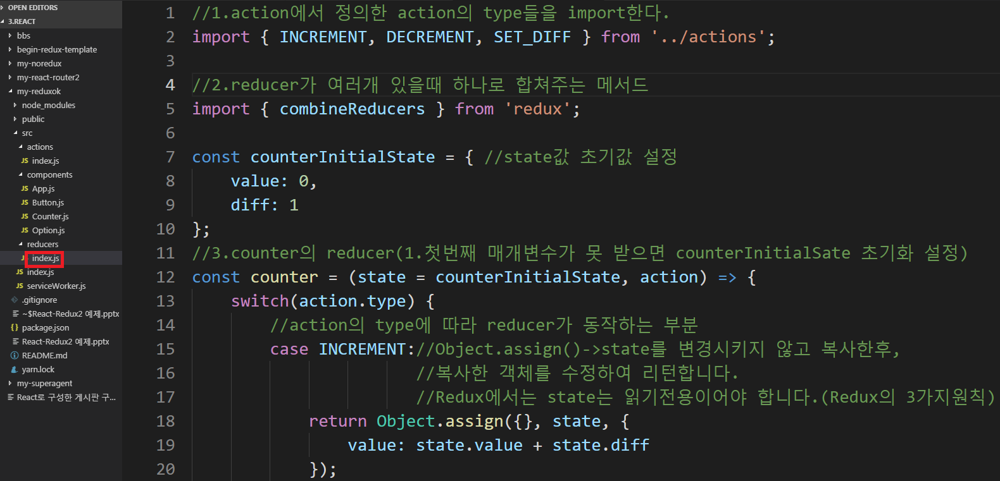 OPEN EDITORS
3.REACT
bbs
begin-redux-template
my-noredux
my-react-router2
my-reduxok
node_modules
public
src
actions
JS index.js
components
JS App.js
JS Button.js
JS Counter.js
JS Option.js
reducers
JS index.js
JS index.js
JS serviceWorker.js
.gitignore
~$React-Redux2 예제.pptx
{} package.json
React-Redux2 예제.pptx
README.md
yarn.lock
my-superagent
React로 구성한 게시판 구...
1 //1.action에서 정의한 action의 type들을 import한다.
2 import { INCREMENT, DECREMENT, SET_DIFF } from '../actions';
3
4 //2.reducer가 여러개 있을때 하나로 합쳐주는 메서드
5 import { combineReducers } from 'redux';
6
7 const counterInitialState = { //state값 초기값 설정
8 value: 0,
9 diff: 1
10 };
11 //3.counter의 reducer(1.첫번째 매개변수가 못 받으면 counterInitialSate 초기화 설정)
12 const counter = (state = counterInitialState, action) => {
13 switch(action.type) {
14 //action의 type에 따라 reducer가 동작하는 부분
15 case INCREMENT://Object.assign()->state를 변경시키지 않고 복사한후,
16 //복사한 객체를 수정하여 리턴합니다.
17 //Redux에서는 state는 읽기전용이어야 합니다.(Redux의 3가지원칙)
18 return Object.assign({}, state, {
19 value: state.value + state.diff
20 });